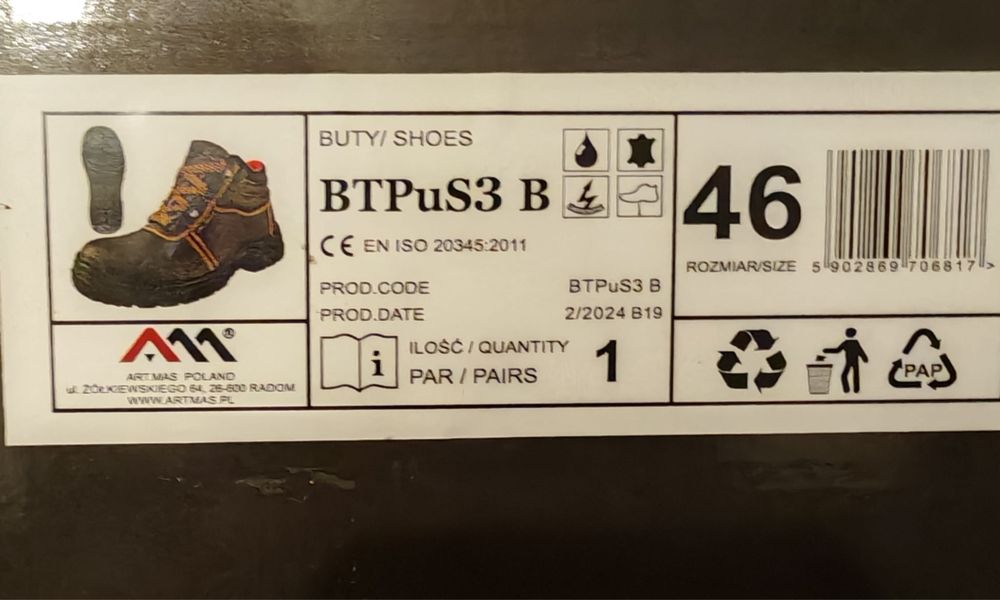 BUTY/ SHOES
BTPuS3 B
CE EN ISO 20345:2011
PROD.CODE BTPuS3 B
PROD.DATE 2/2024 B19
i ILOŚĆ / QUANTITY 1
PAR / PAIRS
46
ROZMIAR/SIZE
5 902869 706817 >
AM®
ART.MAS POLAND
ul. ŻÓŁKIEWSKIEGO 64, 26-600 RADOM
WWW.ARTMAS.PL
PAP